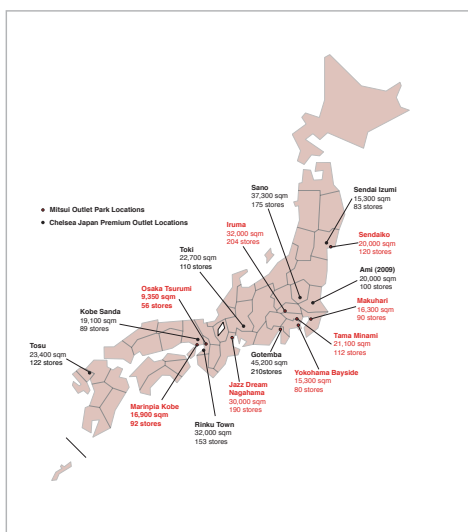 Sano
37,300 sqm
175 stores
Sendai Izumi
15,300 sqm
83 stores
Mitsui Outlet Park Locations
Chelsea Japan Premium Outlet Locations
Iruma
32,000 sqm
204 stores
Sendaiko
20,000 sqm
120 stores
Toki
22,700 sqm
110 stores
Ami (2009)
20,000 sqm
100 stores
Osaka Tsurumi
9,350 sqm
56 stores
Makuhari
16,300 sqm
90 stores
Kobe Sanda
19,100 sqm
89 stores
Tama Minami
21,100 sqm
112 stores
Tosu
23,400 sqm
122 stores
Gotemba
45,200 sqm
210stores
Yokohama Bayside
15,300 sqm
80 stores
Jazz Dream
Nagahama
30,000 sqm
190 stores
Marinpia Kobe
16,900 sqm
92 stores
Rinku Town
32,000 sqm
153 stores